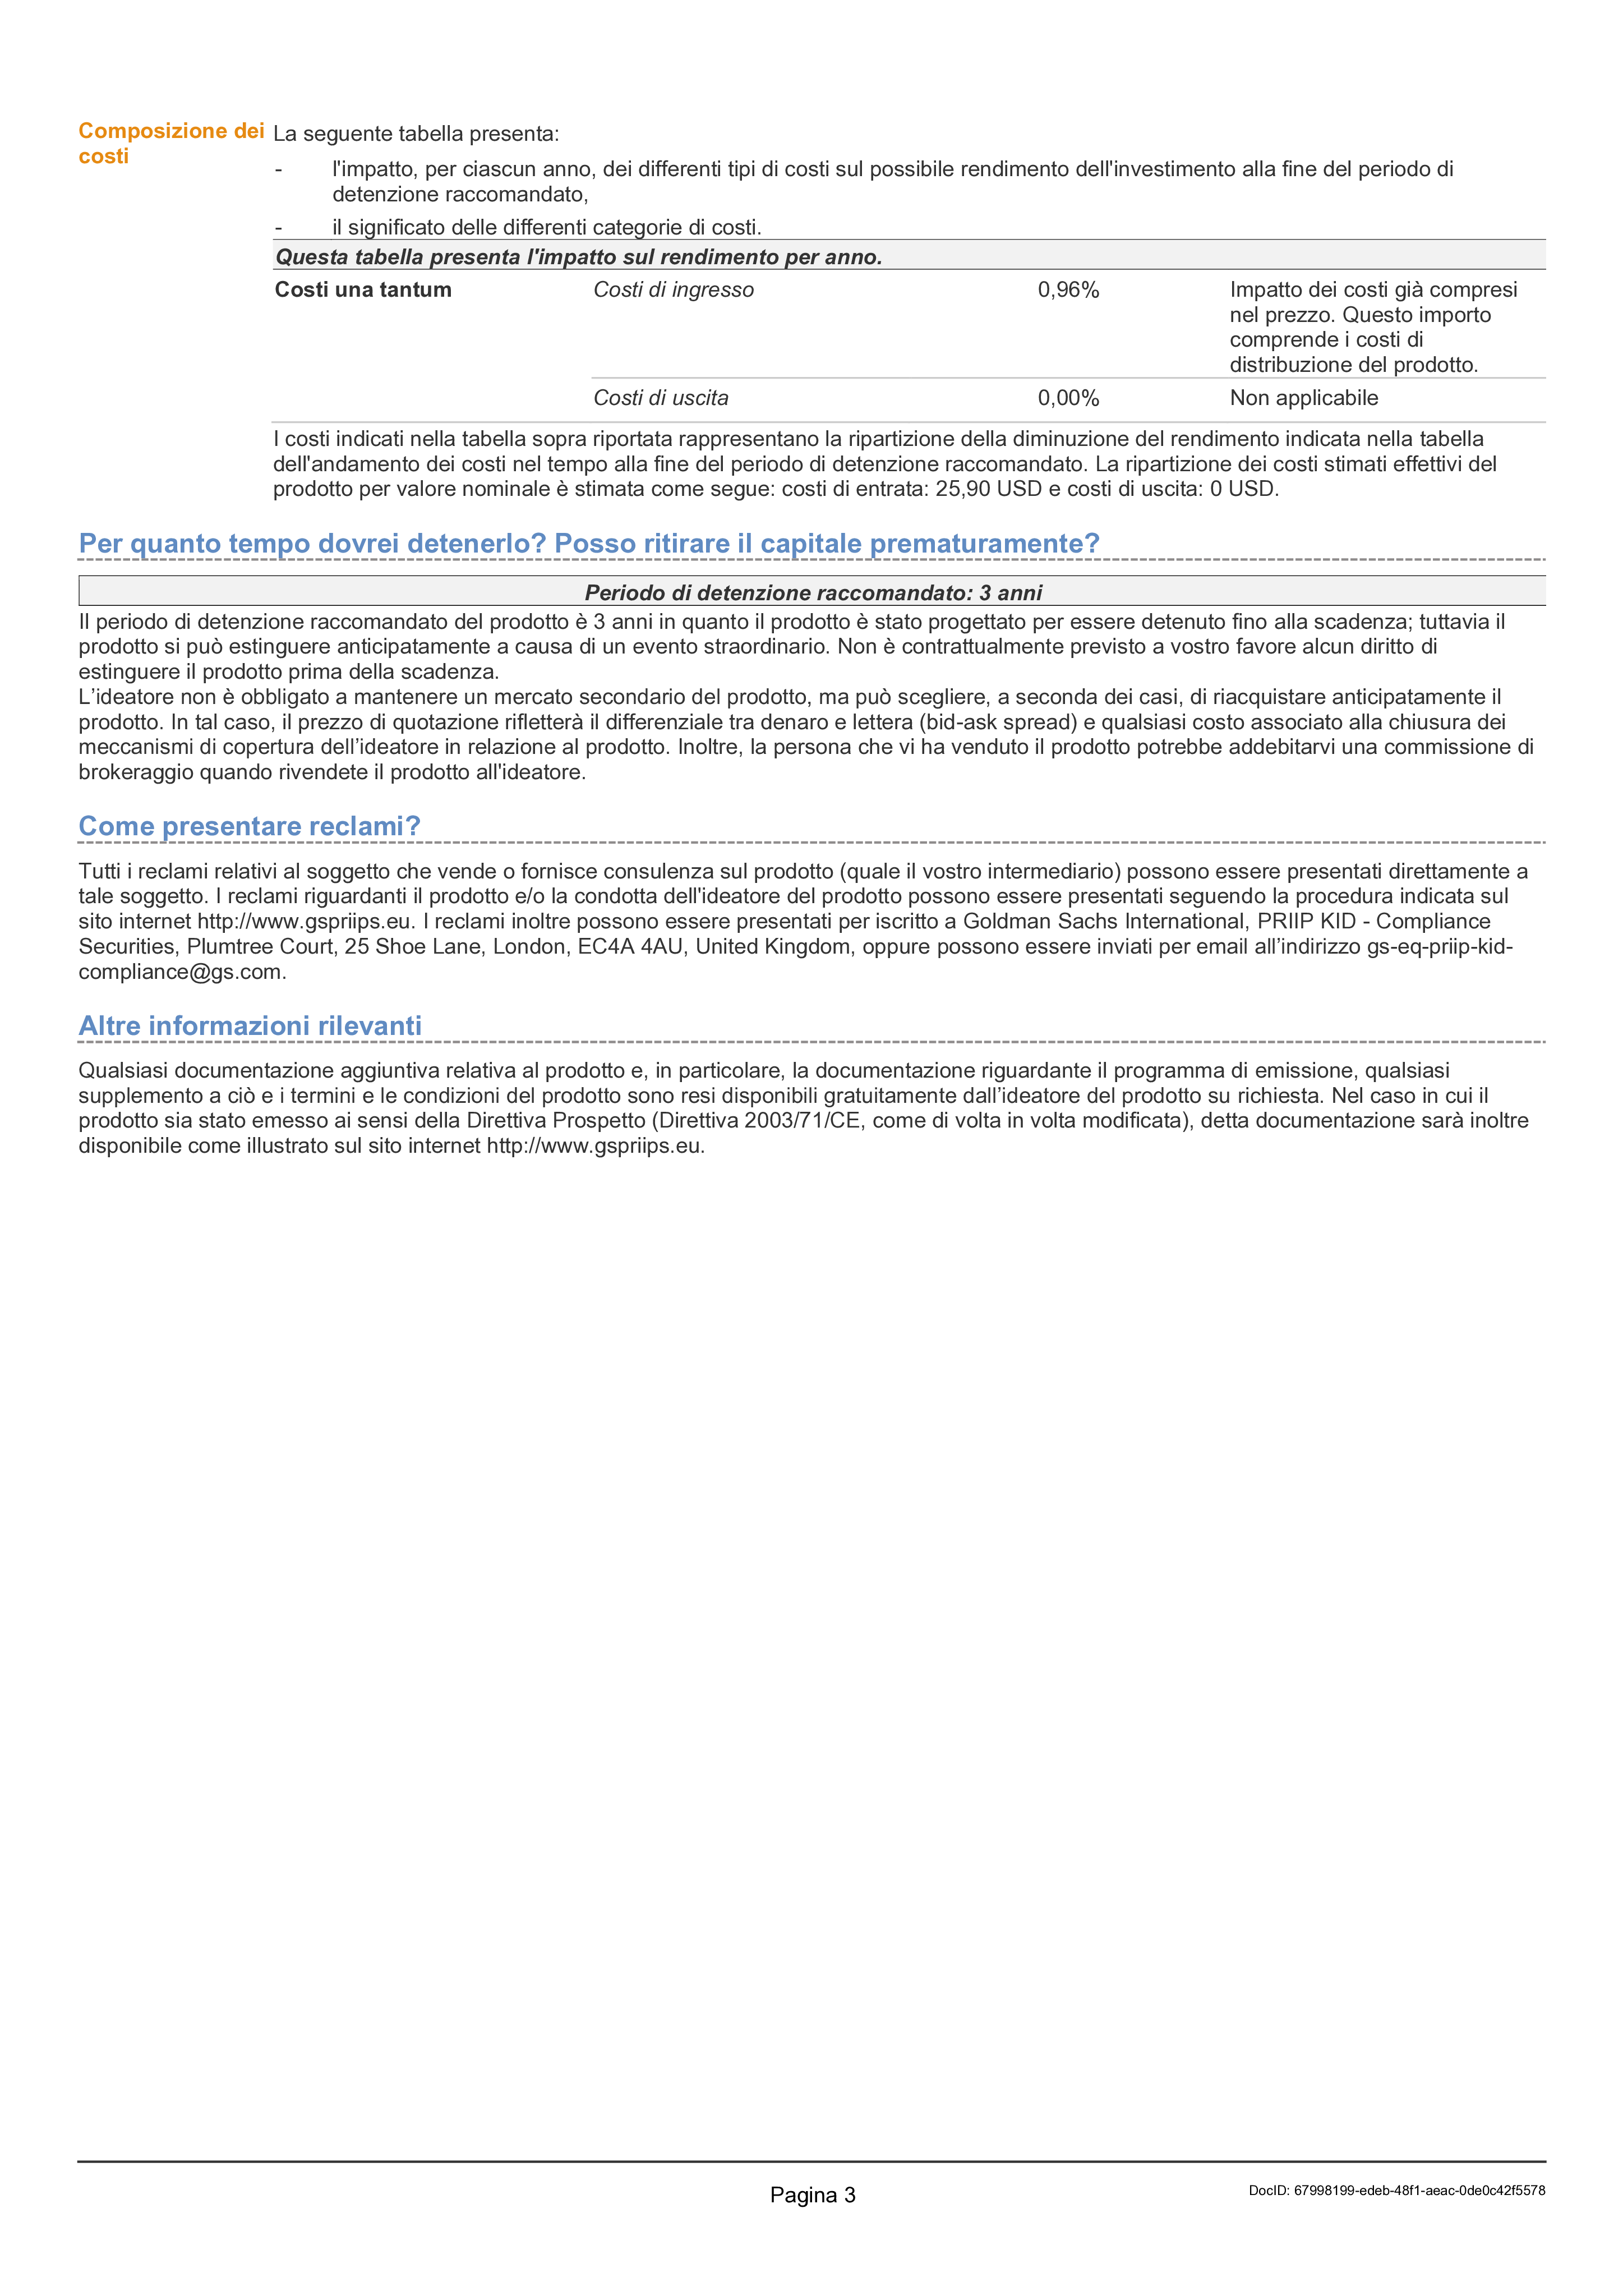 Composizione dei costi
La seguente tabella presenta:
- l'impatto, per ciascun anno, dei differenti tipi di costi sul possibile rendimento dell'investimento alla fine del periodo di
detenzione raccomandato,
- il significato delle differenti categorie di costi.
Questa tabella presenta l'impatto sul rendimento per anno.
Costi una tantum Costi di ingresso 0,96% Impatto dei costi già compresi
nel prezzo. Questo importo
comprende i costi di
distribuzione del prodotto.
Costi di uscita 0,00% Non applicabile
I costi indicati nella tabella sopra riportata rappresentano la ripartizione della diminuzione del rendimento indicata nella tabella
dell'andamento dei costi nel tempo alla fine del periodo di detenzione raccomandato. La ripartizione dei costi stimati effettivi del
prodotto per valore nominale è stimata come segue: costi di entrata: 25,90 USD e costi di uscita: 0 USD.
Per quanto tempo dovrei detenerlo? Posso ritirare il capitale prematuramente?
Periodo di detenzione raccomandato: 3 anni
Il periodo di detenzione raccomandato del prodotto è 3 anni in quanto il prodotto è stato progettato per essere detenuto fino alla scadenza; tuttavia il
prodotto si può estinguere anticipatamente a causa di un evento straordinario. Non è contrattualmente previsto a vostro favore alcun diritto di
estinguere il prodotto prima della scadenza.
L’ideatore non è obbligato a mantenere un mercato secondario del prodotto, ma può scegliere, a seconda dei casi, di riacquistare anticipatamente il
prodotto. In tal caso, il prezzo di quotazione rifletterà il differenziale tra denaro e lettera (bid-ask spread) e qualsiasi costo associato alla chiusura dei
meccanismi di copertura dell’ideatore in relazione al prodotto. Inoltre, la persona che vi ha venduto il prodotto potrebbe addebitarvi una commissione di
brokeraggio quando rivendete il prodotto all'ideatore.
Come presentare reclami?
Tutti i reclami relativi al soggetto che vende o fornisce consulenza sul prodotto (quale il vostro intermediario) possono essere presentati direttamente a
tale soggetto. I reclami riguardanti il prodotto e/o la condotta dell'ideatore del prodotto possono essere presentati seguendo la procedura indicata sul
sito internet http://www.gspriips.eu. I reclami inoltre possono essere presentati per iscritto a Goldman Sachs International, PRIIP KID - Compliance
Securities, Plumtree Court, 25 Shoe Lane, London, EC4A 4AU, United Kingdom, oppure possono essere inviati per email all’indirizzo gs-eq-priip-kid-
compliance@gs.com.
Altre informazioni rilevanti
Qualsiasi documentazione aggiuntiva relativa al prodotto e, in particolare, la documentazione riguardante il programma di emissione, qualsiasi
supplemento a ciò e i termini e le condizioni del prodotto sono resi disponibili gratuitamente dall’ideatore del prodotto su richiesta. Nel caso in cui il
prodotto sia stato emesso ai sensi della Direttiva Prospetto (Direttiva 2003/71/CE, come di volta in volta modificata), detta documentazione sarà inoltre
disponibile come illustrato sul sito internet http://www.gspriips.eu.
Pagina 3
DocID: 67998199-edeb-48f1-aeac-0de0c42f5578